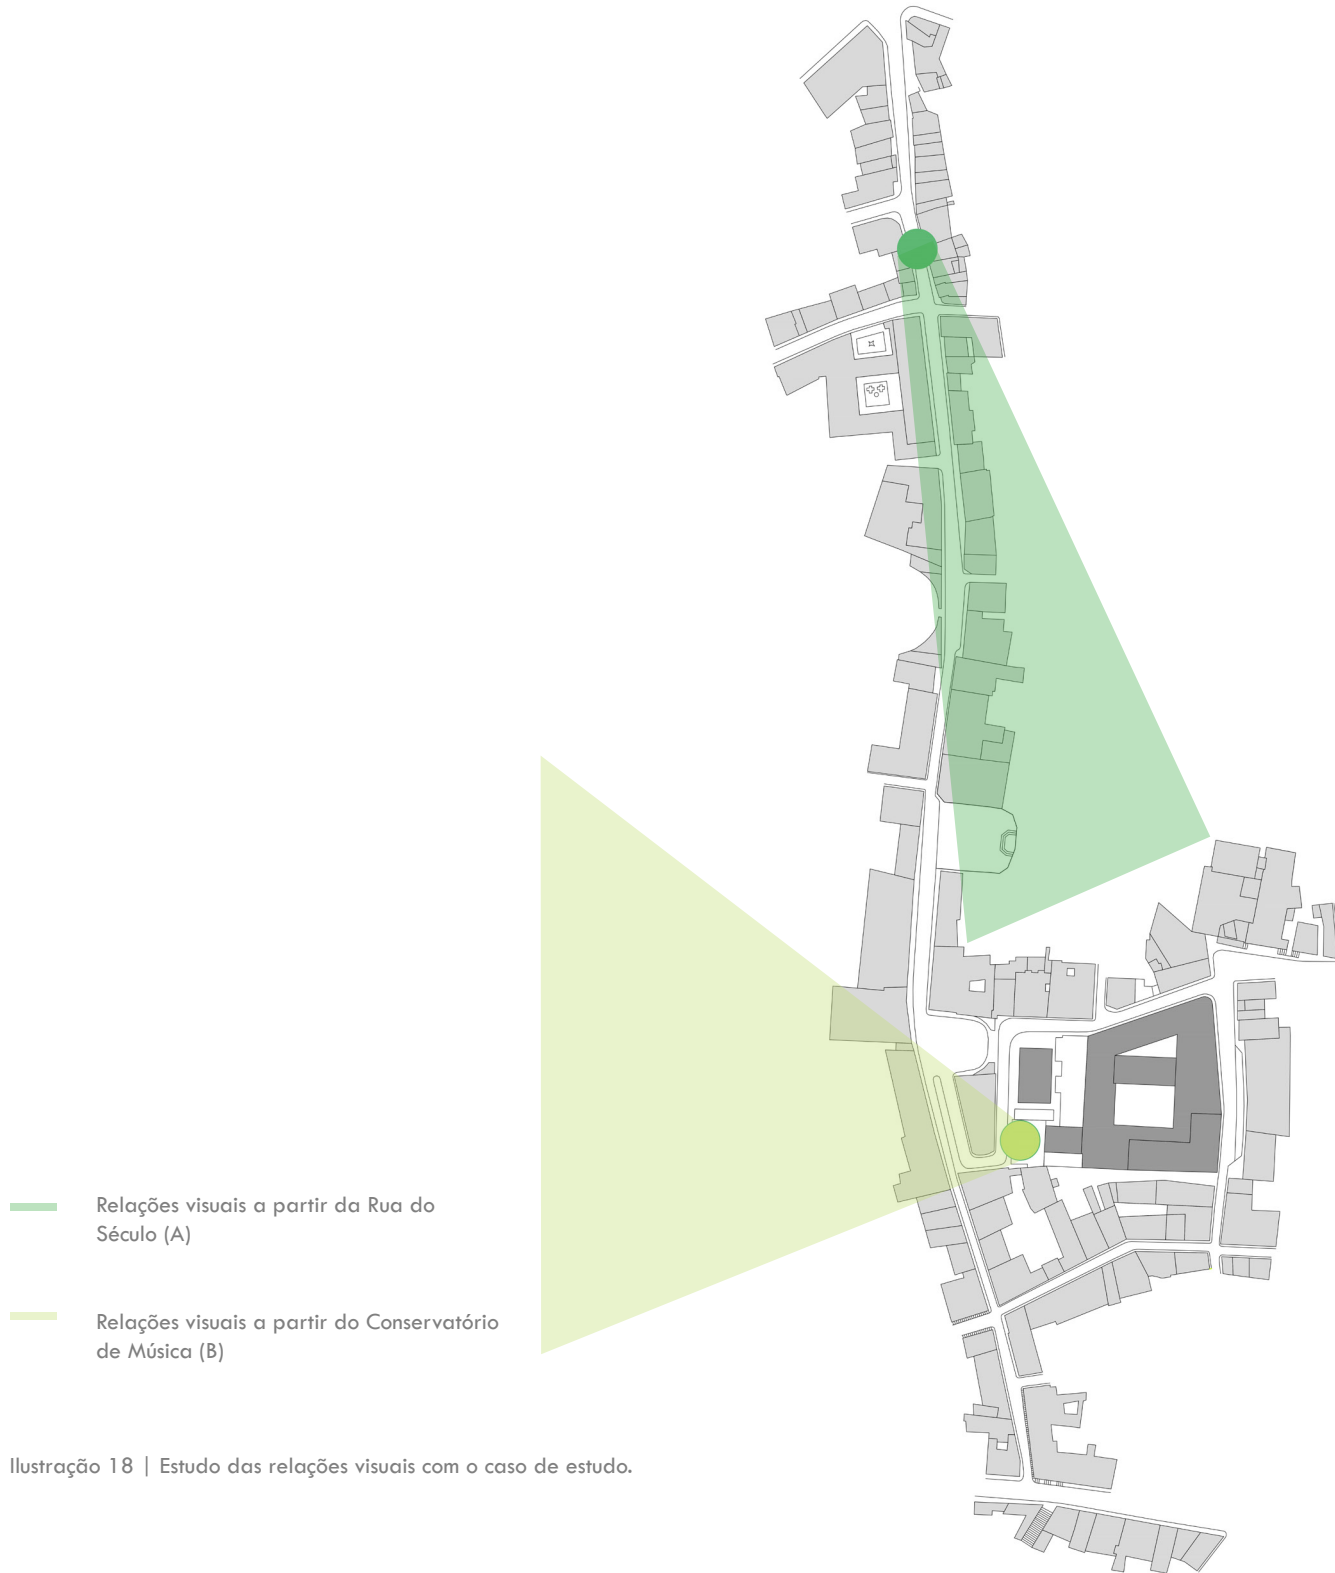 Relações visuais a partir da Rua do
Século (A)
Relações visuais a partir do Conservatório
de Música (B)
Ilustração 18 | Estudo das relações visuais com o caso de estudo.